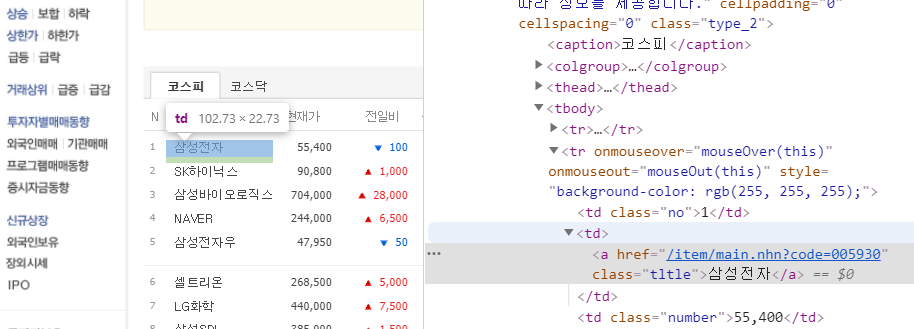 상승 보합 하락
상한가 하한가
급등 급락
거래상위 급증 급감
투자자별매매동향
외국인매매 기관매매
프로그램매매동향
증시자금동향
신규상장
외국인보유
장외시세
IPO
코스피 코스닥
N 현재가 전일비
td 102.73 × 22.73
1 삼성전자 55,400 ▼ 100
2 SK하이닉스 90,800 ▲ 1,000
3 삼성바이오로직스 704,000 ▲ 28,000
4 NAVER 244,000 ▲ 6,500
5 삼성전자우 47,950 ▼ 50
6 셀트리온 268,500 ▲ 5,000
7 LG화학 440,000 ▲ 7,500
8 삼성SDI 385,000 ▲ 1,500
따라 정보를 제공합니다." cellpadding="0"
cellspacing="0" class="type_2">
<caption>코스피</caption>
▶<colgroup>…</colgroup>
▶<thead>…</thead>
▼<tbody>
▶<tr>…</tr>
▼<tr onmouseover="mouseOver(this)"
onmouseout="mouseOut(this)" style=
"background-color: rgb(255, 255, 255);">
<td class="no">1</td>
▼<td>
… <a href="/item/main.nhn?code=005930"
class="tltle">삼성전자</a> == $0
</td>
<td class="number">55,400</td>